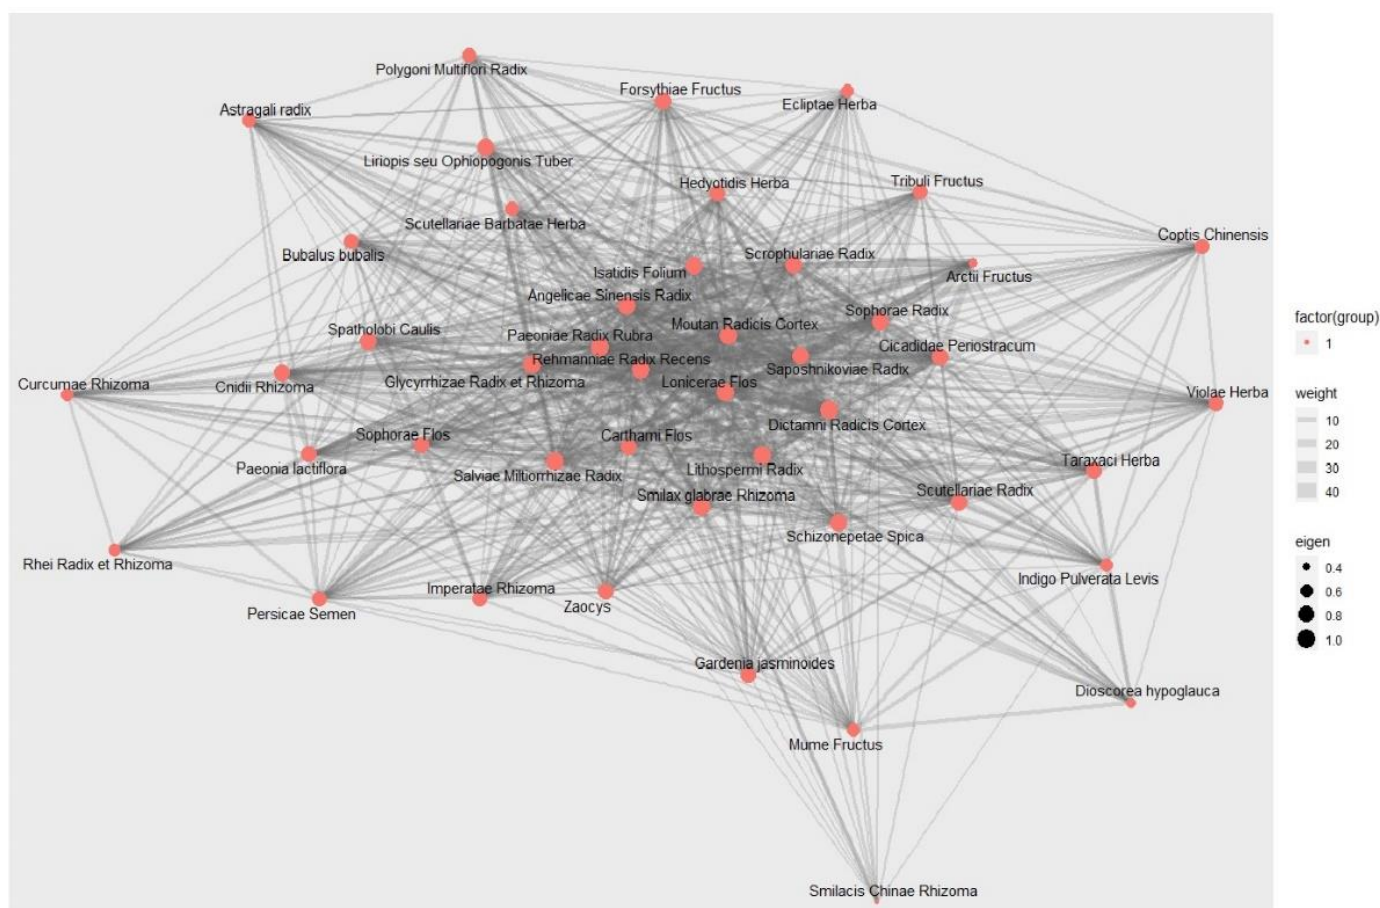 Polygoni Multiflori Radix
Forsythiae Fructus
Ecliptae Herba
Astragali radix
Liriopis seu Ophiopogonis Tuber
Hedyotidis Herba
Tribuli Fructus
Scutellariae Barbatae Herba
Coptis Chinensis
Bubalus bubalis
Scrophulariae Radix
Isatidis Folium
Arctii Fructus
Angelicae Sinensis Radix
Sophorae Radix
Spatholobi Caulis
Moutan Radicis Cortex
Paeoniae Radix Rubra
Cicadidae Periostracum
Rehmanniae Radix Recens
Saposhnikoviae Radix
Curcumae Rhizoma
Cnidii Rhizoma
Glycyrrhizae Radix et Rhizoma
Lonicerae Flos
Violae Herba
Dictamni Radicis Cortex
Sophorae Flos
Carthami Flos
Paeonia lactiflora
Salviae Miltiorrhizae Radix
Lithospermi Radix
Taraxaci Herba
Smilax glabrae Rhizoma
Scutellariae Radix
Schizonepetae Spica
Rhei Radix et Rhizoma
Indigo Pulverata Levis
Imperatae Rhizoma
Zaocys
Persicae Semen
Gardenia jasminoides
Dioscorea hypoglauca
Mume Fructus
Smilacis Chinae Rhizoma
factor(group)
1
weight
10
20
30
40
eigen
0.4
0.6
0.8
1.0